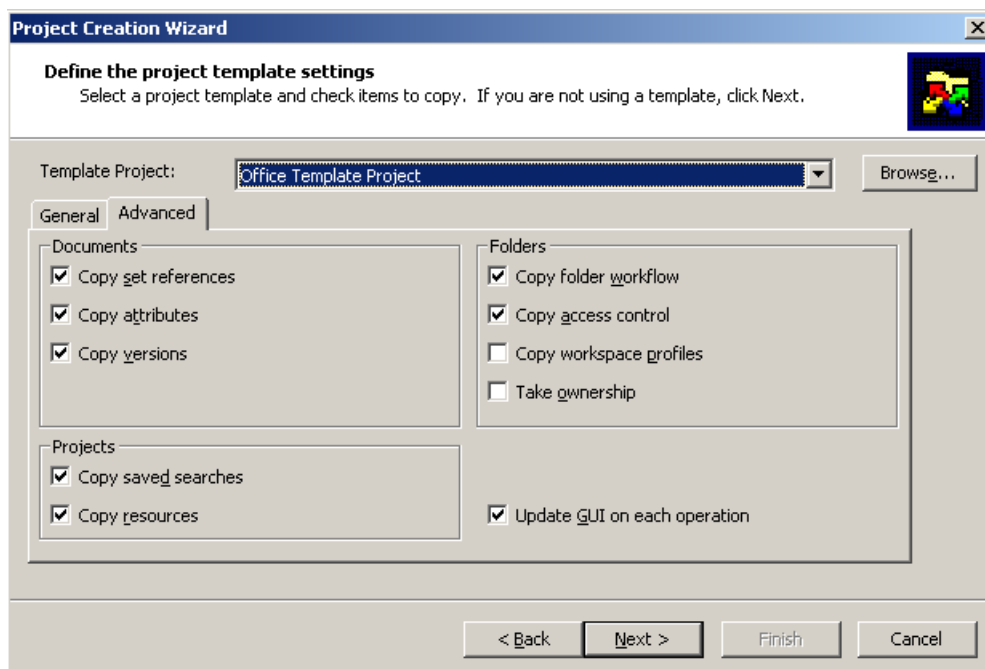 Project Creation Wizard
Define the project template settings
Select a project template and check items to copy. If you are not using a template, click Next.
Template Project:
Office Template Project
Browse...
General
Advanced
Documents
Copy set references
Copy attributes
Copy versions
Folders
Copy folder workflow
Copy access control
Copy workspace profiles
Take ownership
Projects
Copy saved searches
Copy resources
Update GUI on each operation
< Back
Next >
Finish
Cancel